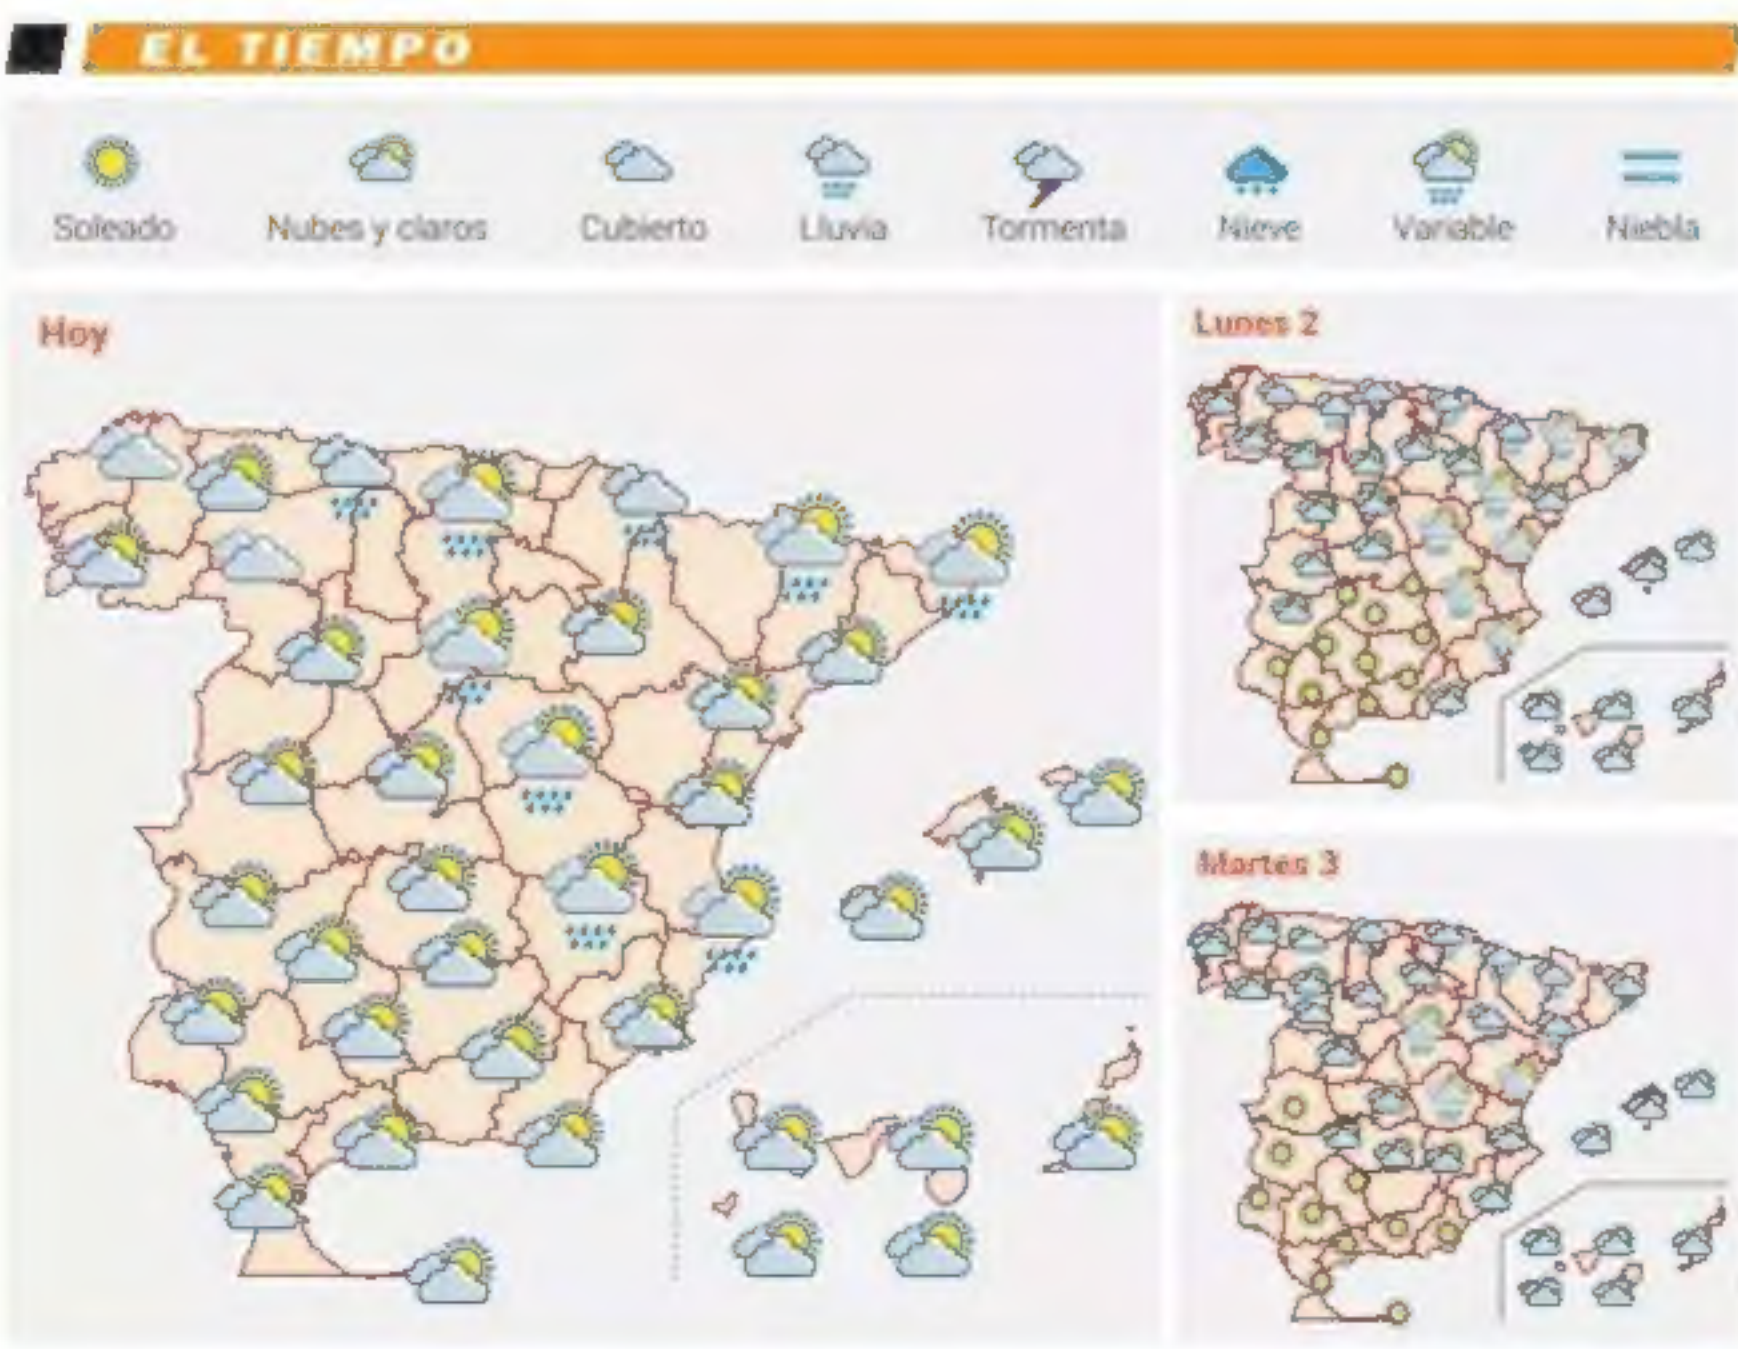 EL TIEMPO
Soleado Nubes y claros Cubierto Lluvia Tormenta Nieve Variable Niebla
Hoy
Lunes 2
Martes 3